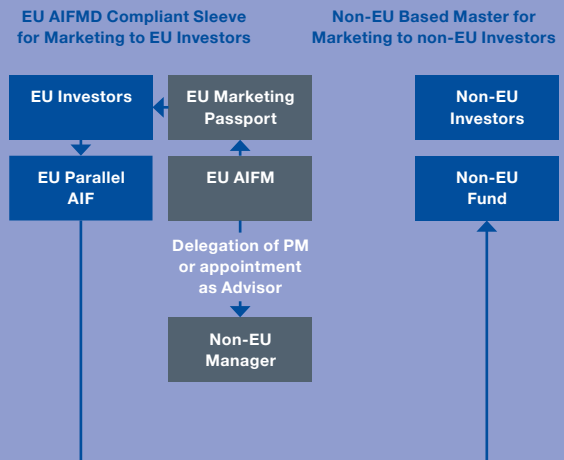 EU AIFMD Compliant Sleeve
for Marketing to EU Investors
Non-EU Based Master for
Marketing to non-EU Investors
EU Investors
EU Marketing
Passport
Non-EU
Investors
EU Parallel
AIF
EU AIFM
Non-EU
Fund
Delegation of PM
or appointment
as Advisor
Non-EU
Manager